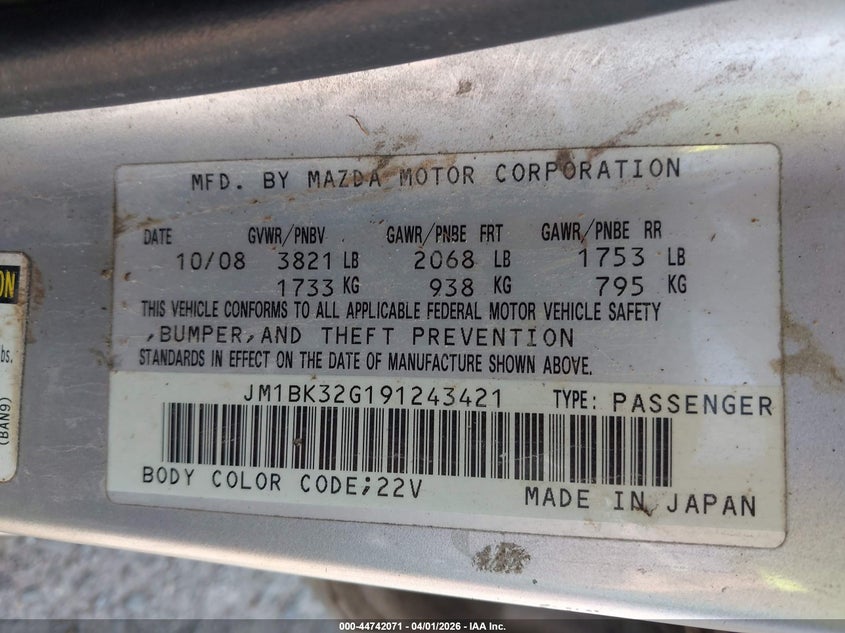 MFD. BY MAZDA MOTOR CORPORATION
DATE GVWR/PNBV GAWR/PNBE FRT GAWR/PNBE RR
10/08 3821 LB 2068 LB 1753 LB
1733 KG 938 KG 795 KG
THIS VEHICLE CONFORMS TO ALL APPLICABLE FEDERAL MOTOR VEHICLE SAFETY
,BUMPER,AND THEFT PREVENTION
STANDARDS IN EFFECT ON THE DATE OF MANUFACTURE SHOWN ABOVE.
JM1BK32G191243421 TYPE: PASSENGER
BODY COLOR CODE;22V
MADE IN JAPAN
ON
bs.
(BAN9)
000-44742071 - 04/01/2026 - IAA Inc.